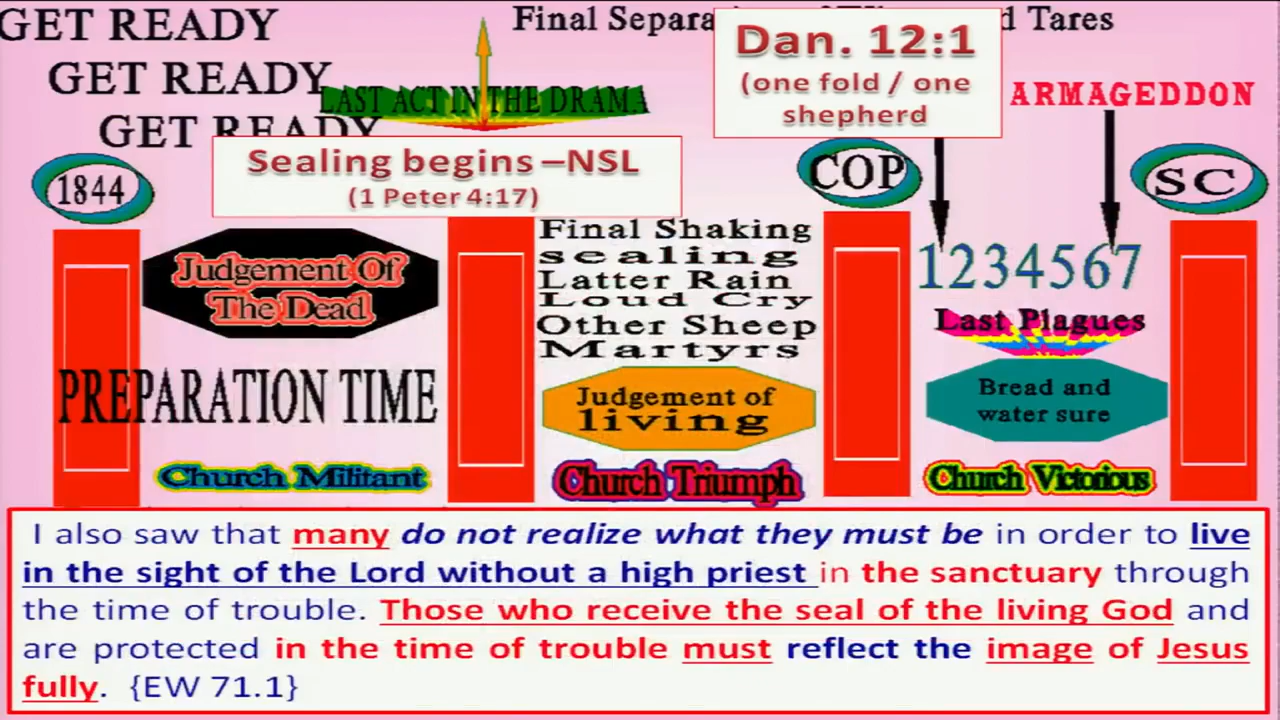 GET READY
GET READY
GET READY
Final Separa
d Tares
LAST ACT IN THE DRAMA
Dan. 12:1
(one fold / one
shepherd
ARMAGEDDON
Sealing begins –NSL
(1 Peter 4:17)
1844
COP
SC
Judgement Of
The Dead
PREPARATION TIME
Church Militant
Final Shaking
sealing
Latter Rain
Loud Cry
Other Sheep
Martyrs
Judgement of
living
Church Triumph
1234567
Last Plagues
Bread and
water sure
Church Victorious
I also saw that many do not realize what they must be in order to live
in the sight of the Lord without a high priest in the sanctuary through
the time of trouble. Those who receive the seal of the living God and
are protected in the time of trouble must reflect the image of Jesus
fully. {EW 71.1}